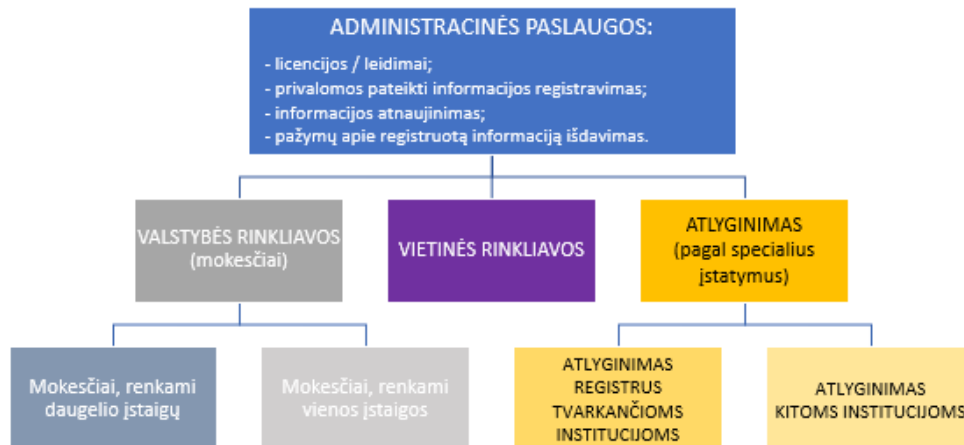 ADMINISTRACINĖS PASLAUGOS:
- licencijos / leidimai;
- privalomos pateikti informacijos registravimas;
- informacijos atnaujinimas;
- pažymų apie registruotą informaciją išdavimas.
VALSTYBĖS RINKLIAVOS
(mokesčiai)
VIETINĖS RINKLIAVOS
ATLYGINIMAS
(pagal specialius
įstatymus)
Mokesčiai, renkami
daugelio įstaigų
Mokesčiai, renkami
vienos įstaigos
ATLYGINIMAS
REGISTRUS
TVARKANČIOMS
INSTITUCIJOMS
ATLYGINIMAS
KITOMS INSTITUCIJOMS